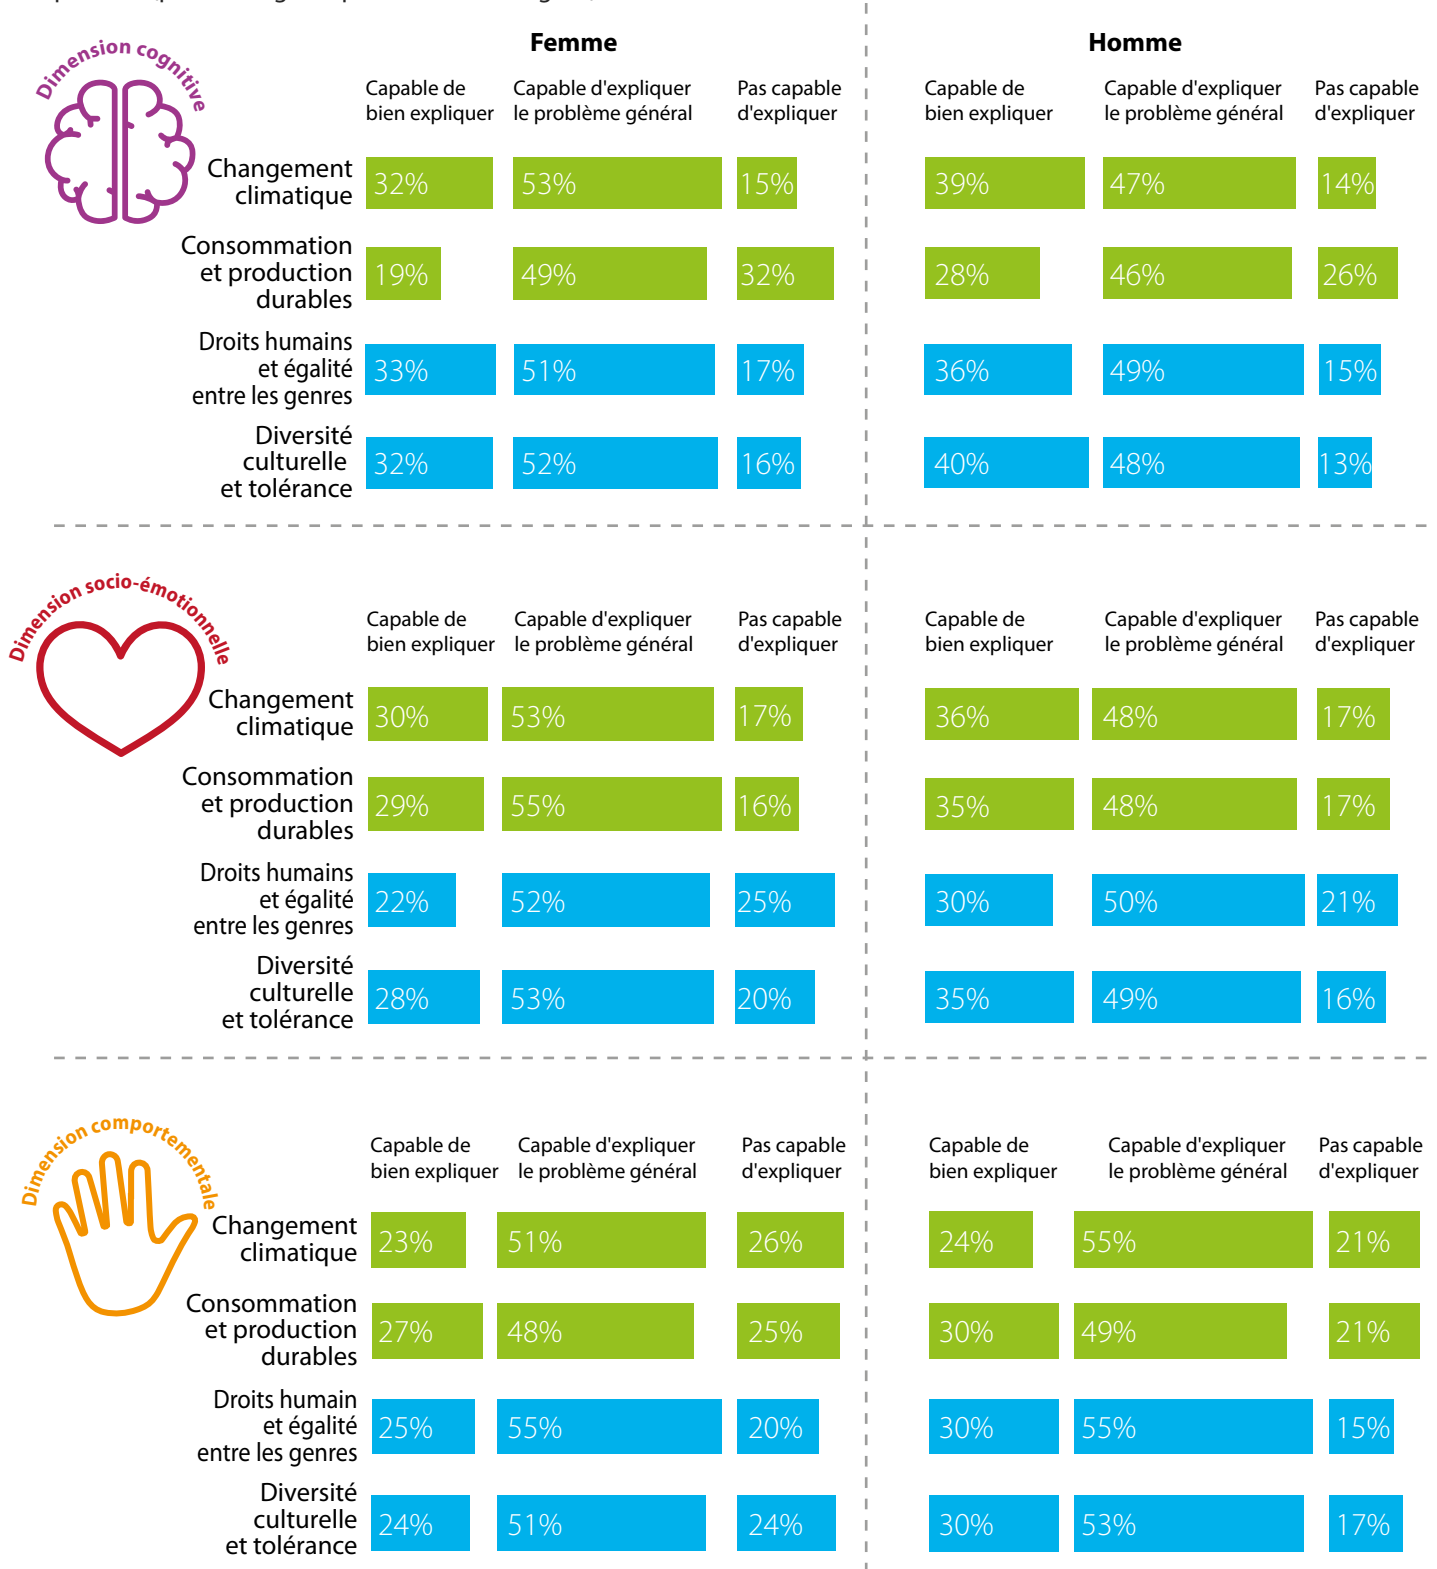 Femme
Homme
Dimension cognitive
Capable de
bien expliquer
Capable d'expliquer
le problème général
Pas capable
d'expliquer
Capable de
bien expliquer
Capable d'expliquer
le problème général
Pas capable
d'expliquer
Changement
climatique
32% 53% 15% 39% 47% 14%
Consommation
et production
durables
19% 49% 32% 28% 46% 26%
Droits humains
et égalité
entre les genres
33% 51% 17% 36% 49% 15%
Diversité
culturelle
et tolérance
32% 52% 16% 40% 48% 13%
Dimension socio-émotionnelle
Capable de
bien expliquer
Capable d'expliquer
le problème général
Pas capable
d'expliquer
Capable de
bien expliquer
Capable d'expliquer
le problème général
Pas capable
d'expliquer
Changement
climatique
30% 53% 17% 36% 48% 17%
Consommation
et production
durables
29% 55% 16% 35% 48% 17%
Droits humains
et égalité
entre les genres
22% 52% 25% 30% 50% 21%
Diversité
culturelle
et tolérance
28% 53% 20% 35% 49% 16%
Dimension comportementale
Capable de
bien expliquer
Capable d'expliquer
le problème général
Pas capable
d'expliquer
Capable de
bien expliquer
Capable d'expliquer
le problème général
Pas capable
d'expliquer
Changement
climatique
23% 51% 26% 24% 55% 21%
Consommation
et production
durables
27% 48% 25% 30% 49% 21%
Droits humain
et égalité
entre les genres
25% 55% 20% 30% 55% 15%
Diversité
culturelle
et tolérance
24% 51% 24% 30% 53% 17%